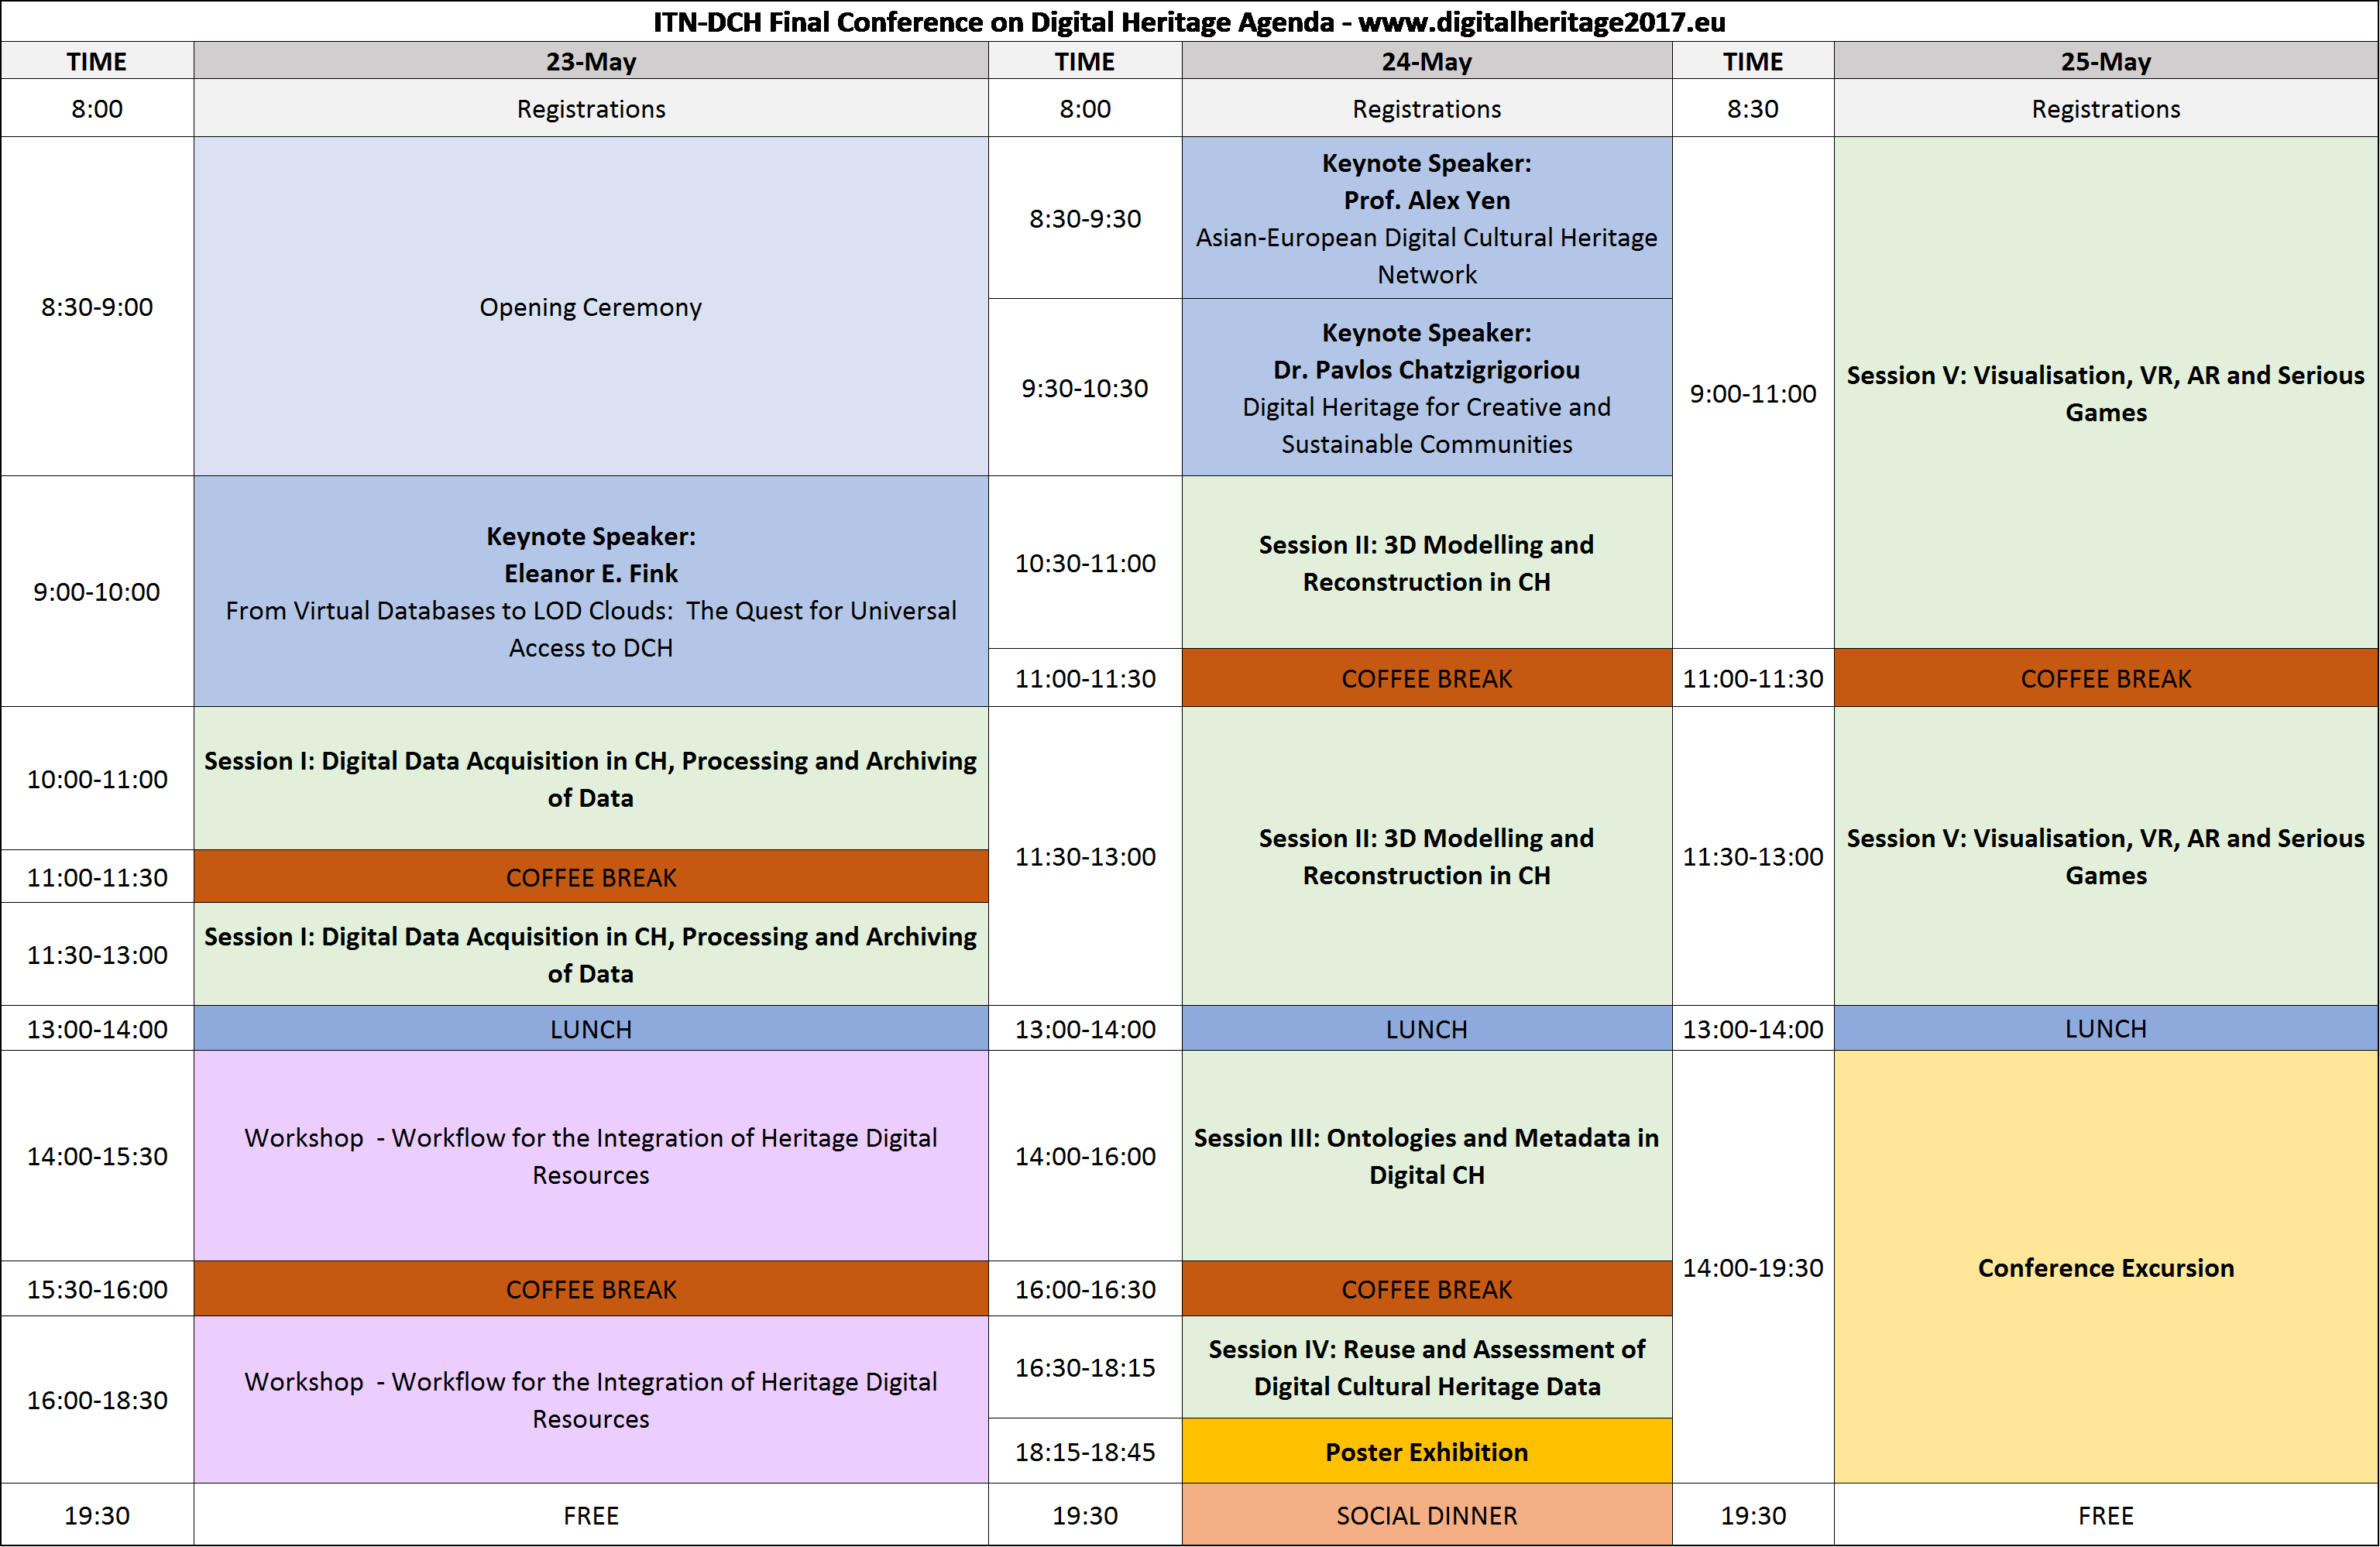 ITN-DCH Final Conference on Digital Heritage Agenda - www.digitalheritage2017.eu
TIME
23-May
TIME
24-May
TIME
25-May
8:00
Registrations
8:00
Registrations
8:30
Registrations
8:30-9:00
Opening Ceremony
8:30-9:30
Keynote Speaker:
Prof. Alex Yen
Asian-European Digital Cultural Heritage
Network
9:30-10:30
Keynote Speaker:
Dr. Pavlos Chatzigrigoriou
Digital Heritage for Creative and
Sustainable Communities
9:00-11:00
Session V: Visualisation, VR, AR and Serious
Games
9:00-10:00
Keynote Speaker:
Eleanor E. Fink
From Virtual Databases to LOD Clouds:  The Quest for Universal
Access to DCH
10:30-11:00
Session II: 3D Modelling and
Reconstruction in CH
11:00-11:30
COFFEE BREAK
11:00-11:30
COFFEE BREAK
10:00-11:00
Session I: Digital Data Acquisition in CH, Processing and Archiving
of Data
11:00-11:30
COFFEE BREAK
11:30-13:00
Session I: Digital Data Acquisition in CH, Processing and Archiving
of Data
11:30-13:00
Session II: 3D Modelling and
Reconstruction in CH
11:30-13:00
Session V: Visualisation, VR, AR and Serious
Games
13:00-14:00
LUNCH
13:00-14:00
LUNCH
13:00-14:00
LUNCH
14:00-15:30
Workshop  - Workflow for the Integration of Heritage Digital
Resources
14:00-16:00
Session III: Ontologies and Metadata in
Digital CH
14:00-19:30
Conference Excursion
15:30-16:00
COFFEE BREAK
16:00-16:30
COFFEE BREAK
16:00-18:30
Workshop  - Workflow for the Integration of Heritage Digital
Resources
16:30-18:15
Session IV: Reuse and Assessment of
Digital Cultural Heritage Data
18:15-18:45
Poster Exhibition
19:30
FREE
19:30
SOCIAL DINNER
19:30
FREE